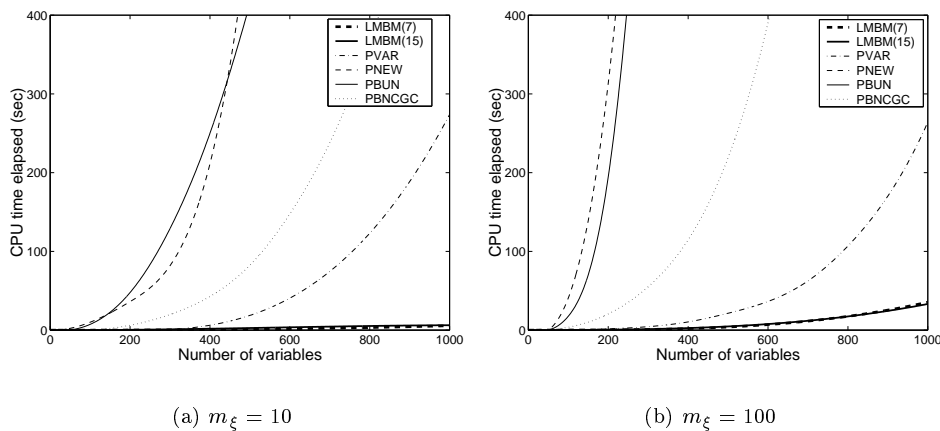 400
300
200
100
0
CPU time elapsed (sec)
0 200 400 600 800 1000
Number of variables
LMBM(7)
LMBM(15)
PVAR
PNEW
PBUN
PBNCGC
(a) m_ξ = 10
400
300
200
100
0
CPU time elapsed (sec)
0 200 400 600 800 1000
Number of variables
LMBM(7)
LMBM(15)
PVAR
PNEW
PBUN
PBNCGC
(b) m_ξ = 100